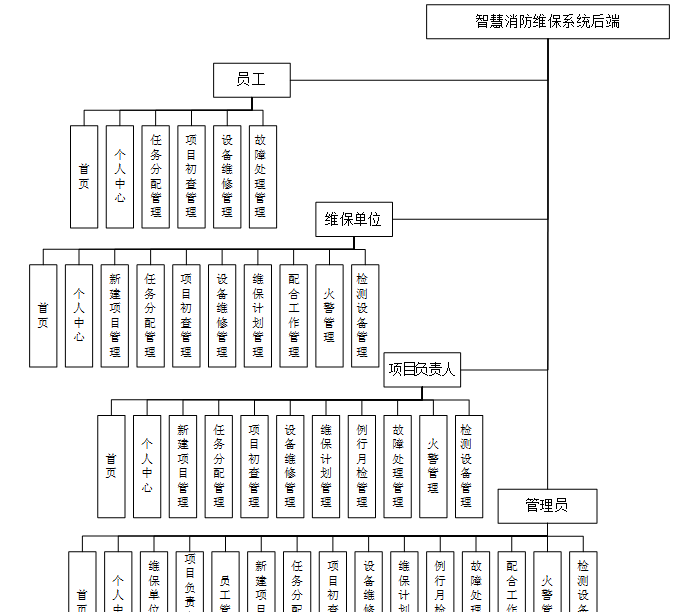 智慧消防维保系统后端
员工
首页
个人中心
任务分配管理
项目初查管理
设备维修管理
故障处理管理
维保单位
首页
个人中心
新建项目管理
任务分配管理
项目初查管理
设备维修管理
维保计划管理
配合工作管理
火警管理
检测设备管理
项目负责人
首页
个人中心
新建项目管理
任务分配管理
项目初查管理
设备维修管理
维保计划管理
例行月检管理
故障处理管理
火警管理
检测设备管理
管理员
首页
个人中
维保单位
项目负责
员工管
新建项目
任务分配
项目初查
设备维修
维保计划
例行月检
故障处理
配合工作
火警管
检测设备